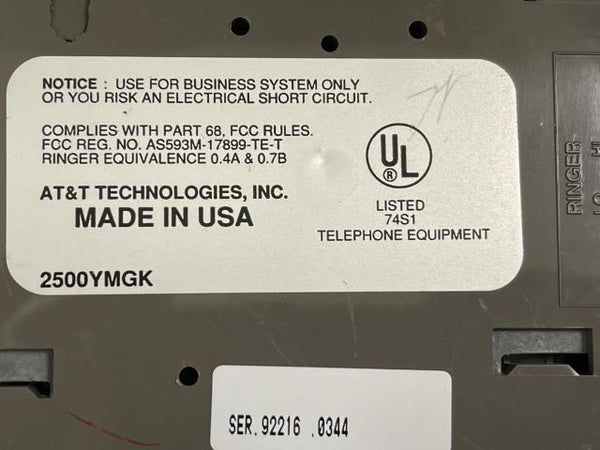 NOTICE : USE FOR BUSINESS SYSTEM ONLY
OR YOU RISK AN ELECTRICAL SHORT CIRCUIT.
COMPLIES WITH PART 68, FCC RULES.
FCC REG. NO. AS593M-17899-TE-T
RINGER EQUIVALENCE 0.4A & 0.7B
AT&T TECHNOLOGIES, INC.
MADE IN USA
2500YMGK
UL
®
LISTED
74S1
TELEPHONE EQUIPMENT
RINGER
LO HI
SER. 92216 .0344